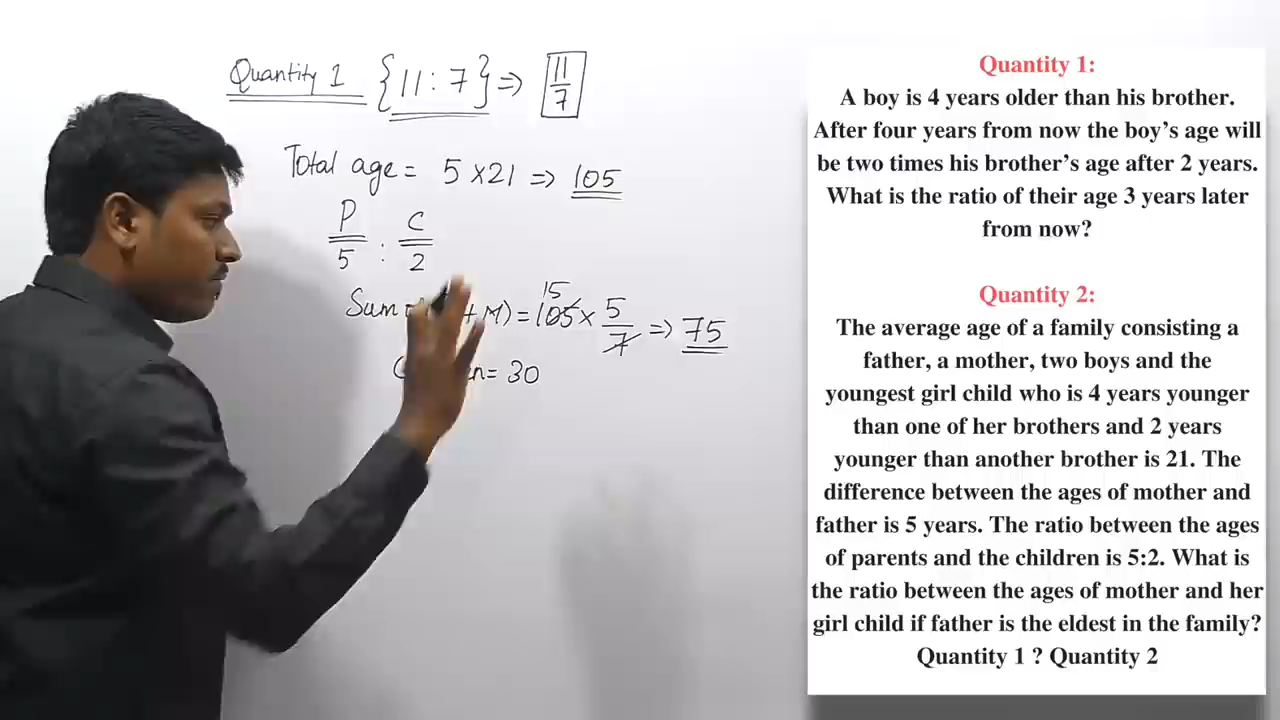 Quantity 1 {11 : 7} ⇒ 11/7
Total age = 5 x 21 ⇒ 105
P : C
5 : 2
Sum M) = 105 x 5/7 ⇒ 75
15
= 30
Quantity 1:
A boy is 4 years older than his brother.
After four years from now the boy's age will
be two times his brother's age after 2 years.
What is the ratio of their age 3 years later
from now?
Quantity 2:
The average age of a family consisting a
father, a mother, two boys and the
youngest girl child who is 4 years younger
than one of her brothers and 2 years
younger than another brother is 21. The
difference between the ages of mother and
father is 5 years. The ratio between the ages
of parents and the children is 5:2. What is
the ratio between the ages of mother and her
girl child if father is the eldest in the family?
Quantity 1 ? Quantity 2